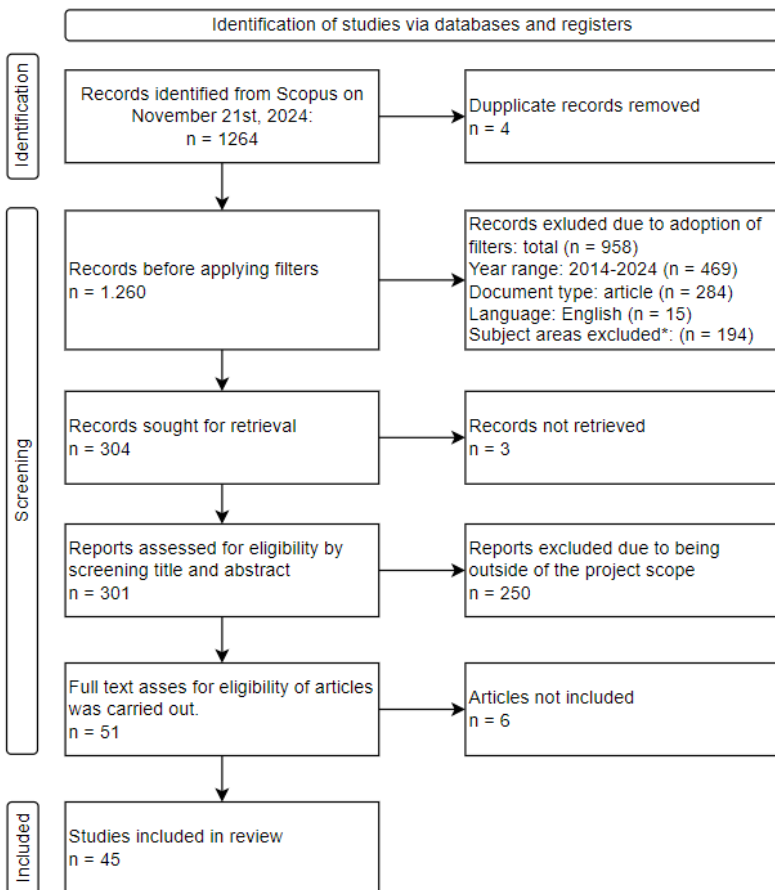 Identification of studies via databases and registers
Identification
Records identified from Scopus on
November 21st, 2024:
n = 1264
Dupplicate records removed
n = 4
Screening
Records before applying filters
n = 1.260
Records exluded due to adoption of
filters: total (n = 958)
Year range: 2014-2024 (n = 469)
Document type: article (n = 284)
Language: English (n = 15)
Subject areas excluded*: (n = 194)
Records sought for retrieval
n = 304
Records not retrieved
n = 3
Reports assessed for eligibility by
screening title and abstract
n = 301
Reports excluded due to being
outside of the project scope
n = 250
Full text asses for eligibility of articles
was carried out.
n = 51
Articles not included
n = 6
Included
Studies included in review
n = 45